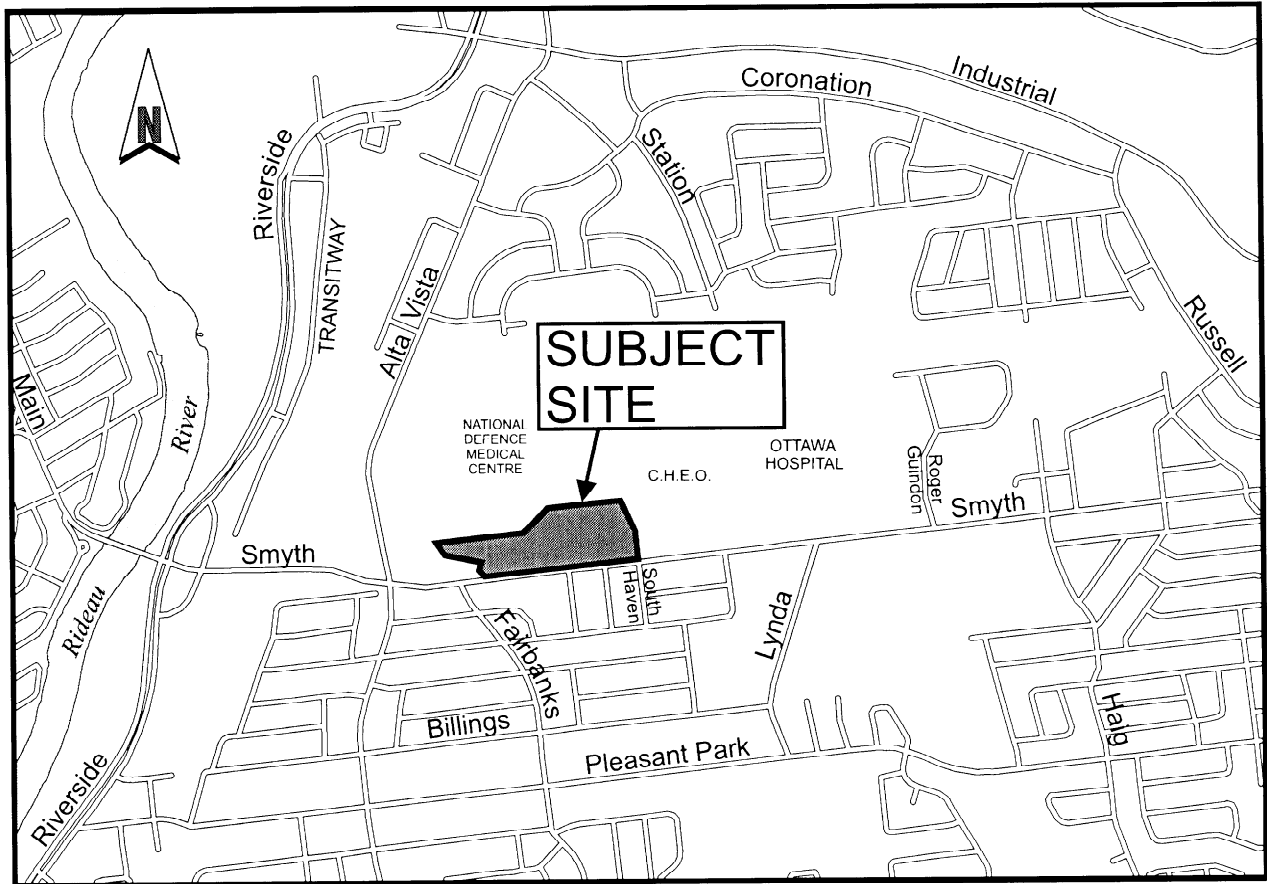 Industrial
Coronation
N
Station
Riverside
TRANSITWAY
Alta Vista
Russell
SUBJECT
SITE
Main
River
NATIONAL
DEFENCE
MEDICAL
CENTRE
OTTAWA
HOSPITAL
C.H.E.O.
Roger
Guindon
Smyth
Smyth
South
Haven
Rideau
Fairbanks
Lynda
Billings
Haig
Pleasant Park
Riverside